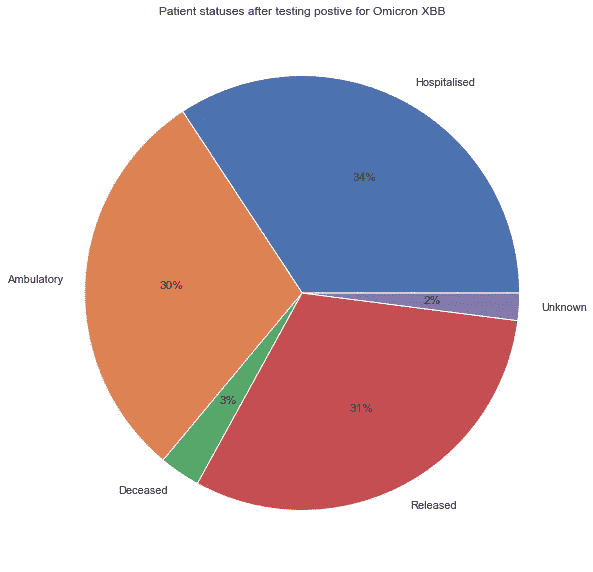 Patient statuses after testing postive for Omicron XBB
Hospitalised
34%
Ambulatory
30%
2%
Unknown
3%
31%
Deceased
Released